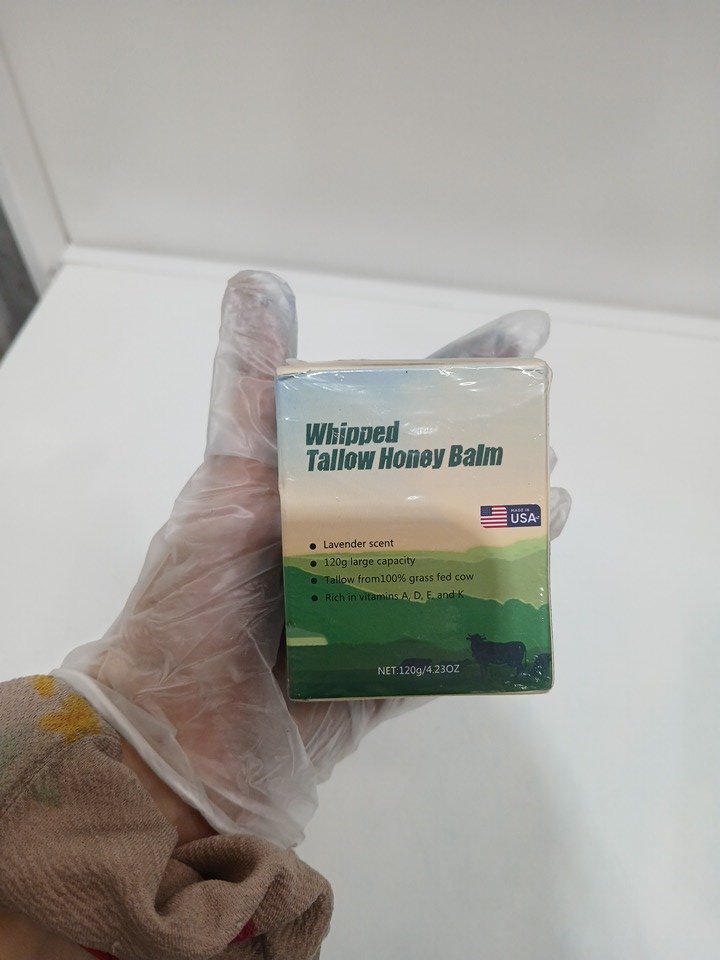 Whipped
Tallow Honey Balm
MADE IN
USA
● Lavender scent
● 120g large capacity
● Tallow from100% grass fed cow
● Rich in vitamins A, D, E, and K
NET:120g/4.23OZ